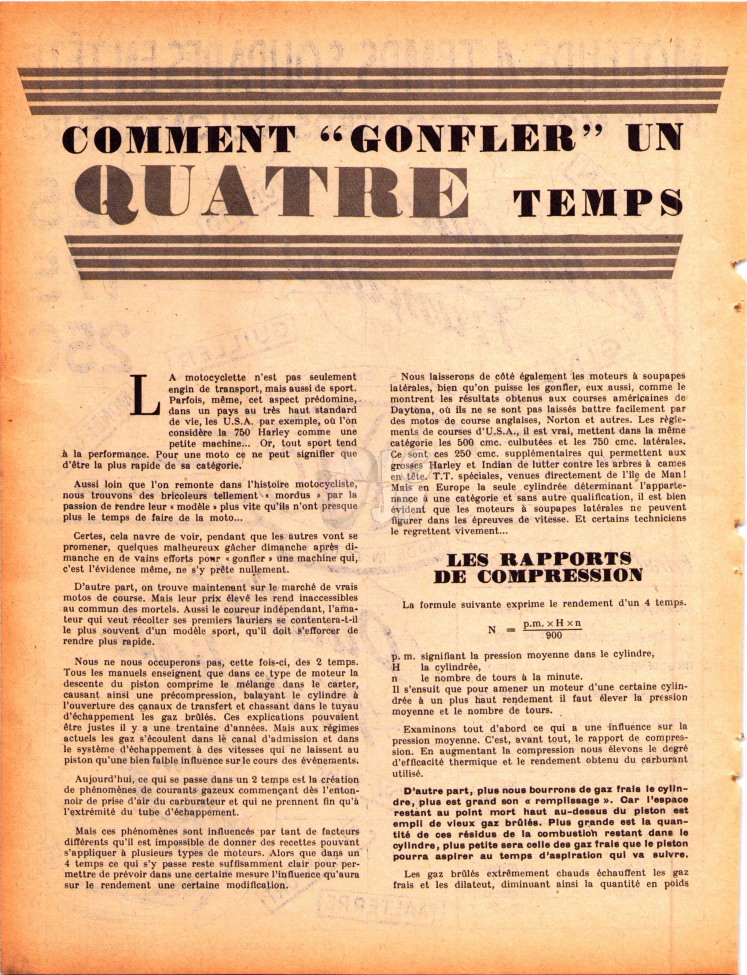 COMMENT “GONFLER” UN
QUATRE TEMPS
LA motocyclette n'est pas seulement
engin de transport, mais aussi de sport.
Parfois, même, cet aspect prédomine,
dans un pays au très haut standard
de vie, les U.S.A. par exemple, où l'on
considère la 750 Harley comme une
petite machine... Or, tout sport tend
à la performance. Pour une moto ce ne peut signifier que
d'être la plus rapide de sa catégorie.
Aussi loin que l'on remonte dans l'histoire motocycliste,
nous trouvons des bricoleurs tellement « mordus » par la
passion de rendre leur « modèle » plus vite qu'ils n'ont presque
plus le temps de faire de la moto...
Certes, cela navre de voir, pendant que les autres vont se
promener, quelques malheureux gâcher dimanche après di-
manche en de vains efforts pour « gonfler » une machine qui,
c'est l'évidence même, ne s'y prête nullement.
D'autre part, on trouve maintenant sur le marché de vrais
motos de course. Mais leur prix élevé les rend inaccessibles
au commun des mortels. Aussi le coureur indépendant, l'ama-
teur qui veut récolter ses premiers lauriers se contentera-t-il
le plus souvent d'un modèle sport, qu'il doit s'efforcer de
rendre plus rapide.
Nous ne nous occuperons pas, cette fois-ci, des 2 temps.
Tous les manuels enseignent que dans ce type de moteur la
descente du piston comprime le mélange dans le carter,
causant ainsi une précompression, balayant le cylindre à
l'ouverture des canaux de transfert et chassant dans le tuyau
d'échappement les gaz brûlés. Ces explications pouvaient
être justes il y a une trentaine d'années. Mais aux régimes
actuels les gaz s'écoulent dans le canal d'admission et dans
le système d'échappement à des vitesses qui ne laissent au
piston qu'une bien faible influence sur le cours des événements.
Aujourd'hui, ce qui se passe dans un 2 temps est la création
de phénomènes de courants gazeux commençant dès l'enton-
noir de prise d'air du carburateur et qui ne prennent fin qu'à
l'extrémité du tube d'échappement.
Mais ces phénomènes sont influencés par tant de facteurs
différents qu'il est impossible de donner des recettes pouvant
s'appliquer à plusieurs types de moteurs. Alors que dans un
4 temps ce qui s'y passe reste suffisamment clair pour per-
mettre de prévoir dans une certaine mesure l'influence qu'aura
sur le rendement une certaine modification.
Nous laisserons de côté également les moteurs à soupapes
latérales, bien qu'on puisse les gonfler, eux aussi, comme le
montrent les résultats obtenus aux courses américaines de
Daytona, où ils ne se sont pas laissés battre facilement par
des motos de course anglaises, Norton et autres. Les règle-
ments de courses d'U.S.A., il est vrai, mettent dans la même
catégorie les 500 cmc. culbutées et les 750 cmc. latérales.
Ce sont ces 250 cmc. supplémentaires qui permettent aux
grosses Harley et Indian de lutter contre les arbres à cames
en tête. T.T. spéciales, venues directement de l'Ile de Man!
Mais en Europe la seule cylindrée déterminant l'apparte-
nance à une catégorie et sans autre qualification, il est bien
évident que les moteurs à soupapes latérales ne peuvent
figurer dans les épreuves de vitesse. Et certains techniciens
le regrettent vivement...
LES RAPPORTS
DE COMPRESSION
La formule suivante exprime le rendement d'un 4 temps.
N = p.m. × H × n / 900
p. m. signifiant la pression moyenne dans le cylindre,
H la cylindrée,
n le nombre de tours à la minute.
Il s'ensuit que pour amener un moteur d'une certaine cylin-
drée à un plus haut rendement il faut élever la pression
moyenne et le nombre de tours.
Examinons tout d'abord ce qui a une influence sur la
pression moyenne. C'est, avant tout, le rapport de compres-
sion. En augmentant la compression nous élevons le degré
d'efficacité thermique et le rendement obtenu du carburant
utilisé.
D'autre part, plus nous bourrons de gaz frais le cylin-
dre, plus est grand son « remplissage ». Car l'espace
restant au point mort haut au-dessus du piston est
empli de vieux gaz brûlés. Plus grande est la quan-
tité de ces résidus de la combustion restant dans le
cylindre, plus petite sera celle des gaz frais que le piston
pourra aspirer au temps d'aspiration qui va suivre.
Les gaz brûlés extrêmement chauds échauffent les gaz
frais et les dilateut, diminuant ainsi la quantité en poids